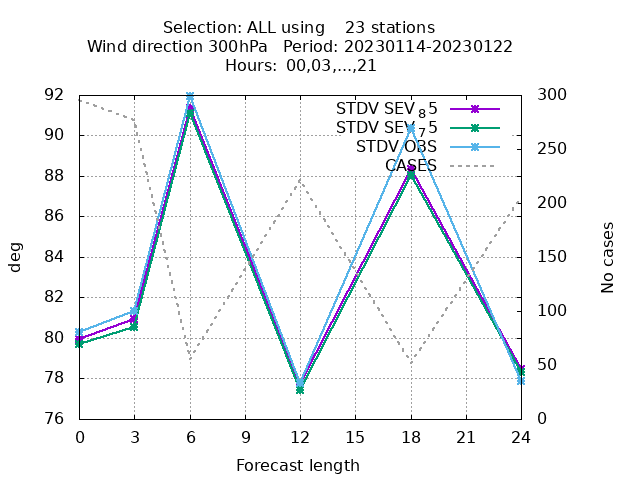 Selection: ALL using 23 stations
Wind direction 300hPa Period: 20230114-20230122
Hours: 00,03,...,21
92 300
STDV SEV 8 5
90
STDV SEV 7 5
250
STDV O3S
CASES
88
86 200
84 150
82 100
80
78 50
76 0
deg
No cases
0 3 6 9 12 15 18 21 24
Forecast length